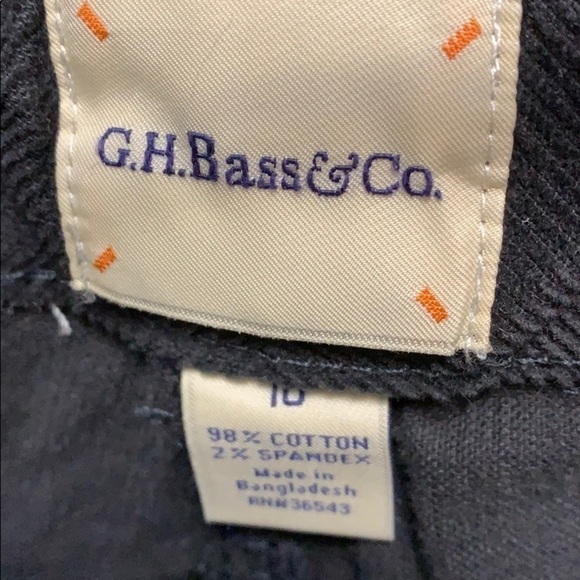 G.H.Bass&Co.
10
98% COTTON
2% SPANDEX
Made in
Bangladesh
RN#36543